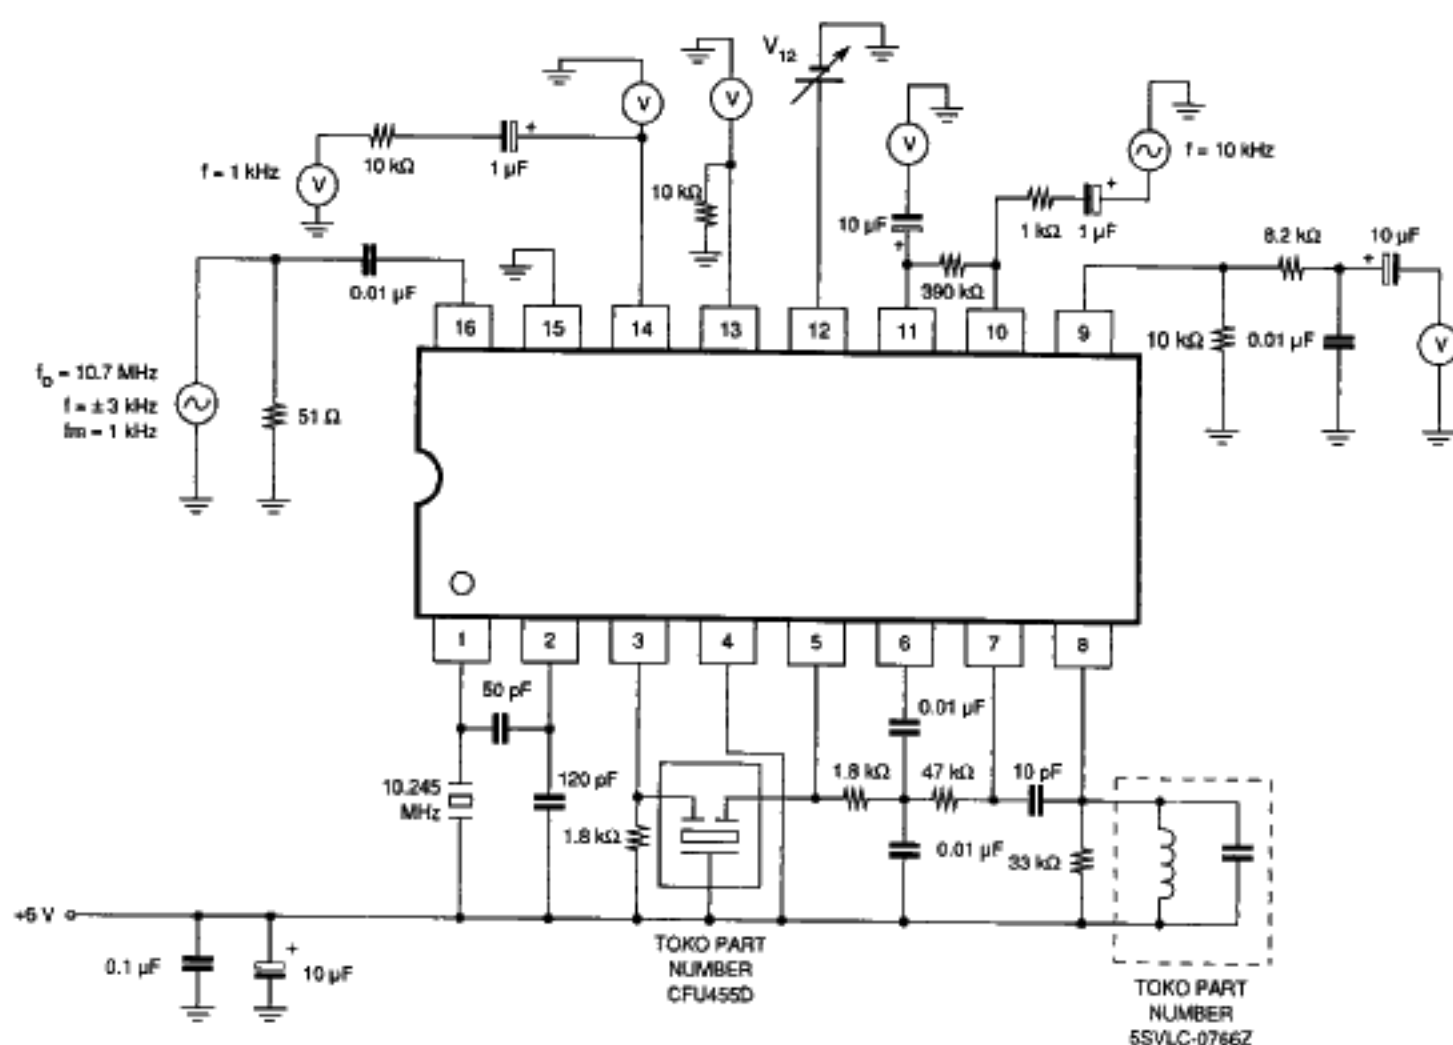 V12
V
V
V
f = 1 kHz
V
10 kΩ
1 µF
+
10 kΩ
V
10 µF
+
390 kΩ
1 kΩ
1 µF
+
f = 10 kHz
8.2 kΩ
10 µF
+
10 kΩ
0.01 µF
V
0.01 µF
fo = 10.7 MHz
f = ± 3 kHz
fm = 1 kHz
51 Ω
16
15
14
13
12
11
10
9
1
2
3
4
5
6
7
8
50 pF
10.245
MHz
120 pF
1.8 kΩ
0.01 µF
1.8 kΩ
47 kΩ
10 pF
0.01 µF
33 kΩ
+5 V
0.1 µF
+
10 µF
TOKO PART
NUMBER
CFU455D
TOKO PART
NUMBER
5SVLC-0766Z